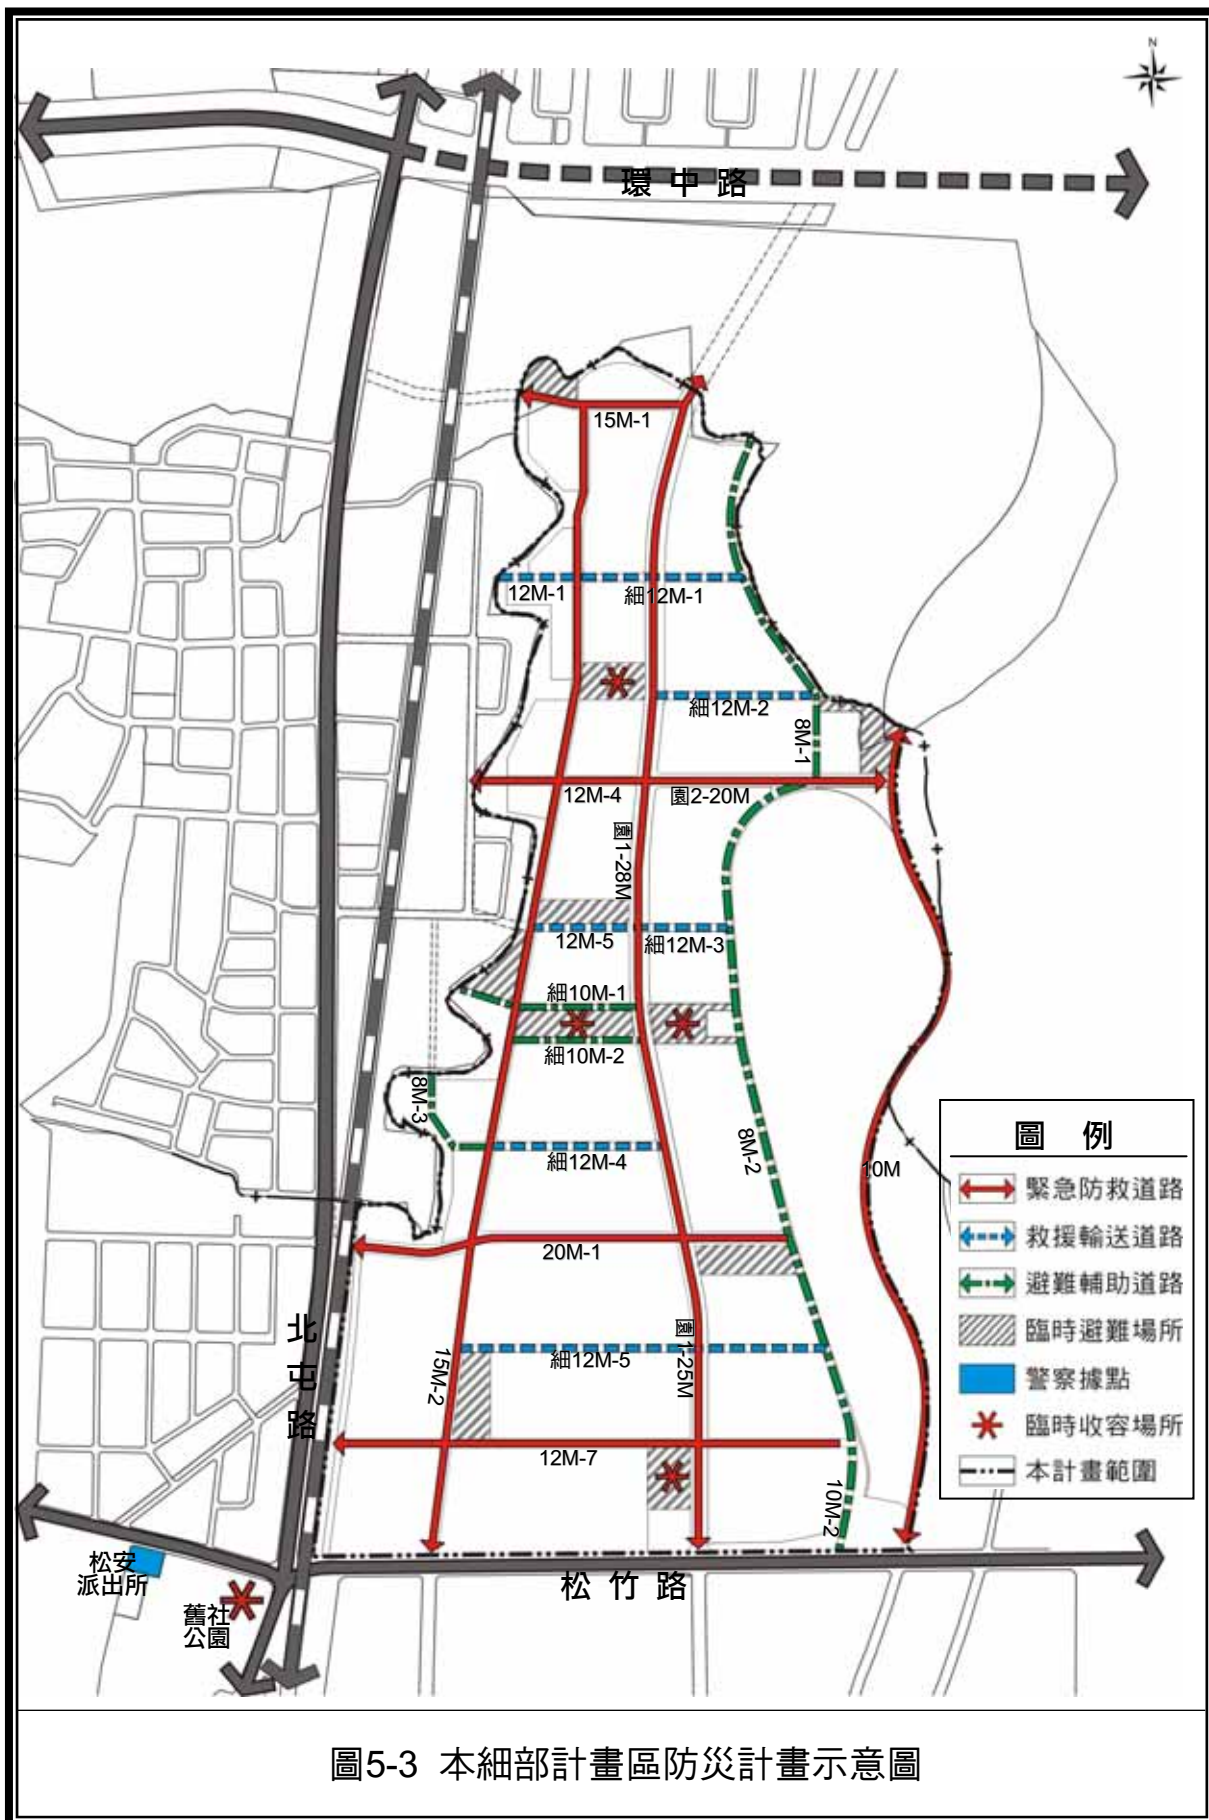 N
環中路
15M-1
12M-1
細12M-1
細12M-2
8M-1
12M-4
園2-20M
園1-28M
12M-5
細12M-3
細10M-1
細10M-2
8M-3
細12M-4
8M-2
10M
20M-1
北屯路
15M-2
細12M-5
園1-25M
12M-7
10M-2
松竹路
松安
派出所
舊社
公園
圖 例
緊急防救道路
救援輸送道路
避難輔助道路
臨時避難場所
警察據點
臨時收容場所
本計畫範圍
圖5-3 本細部計畫區防災計畫示意圖